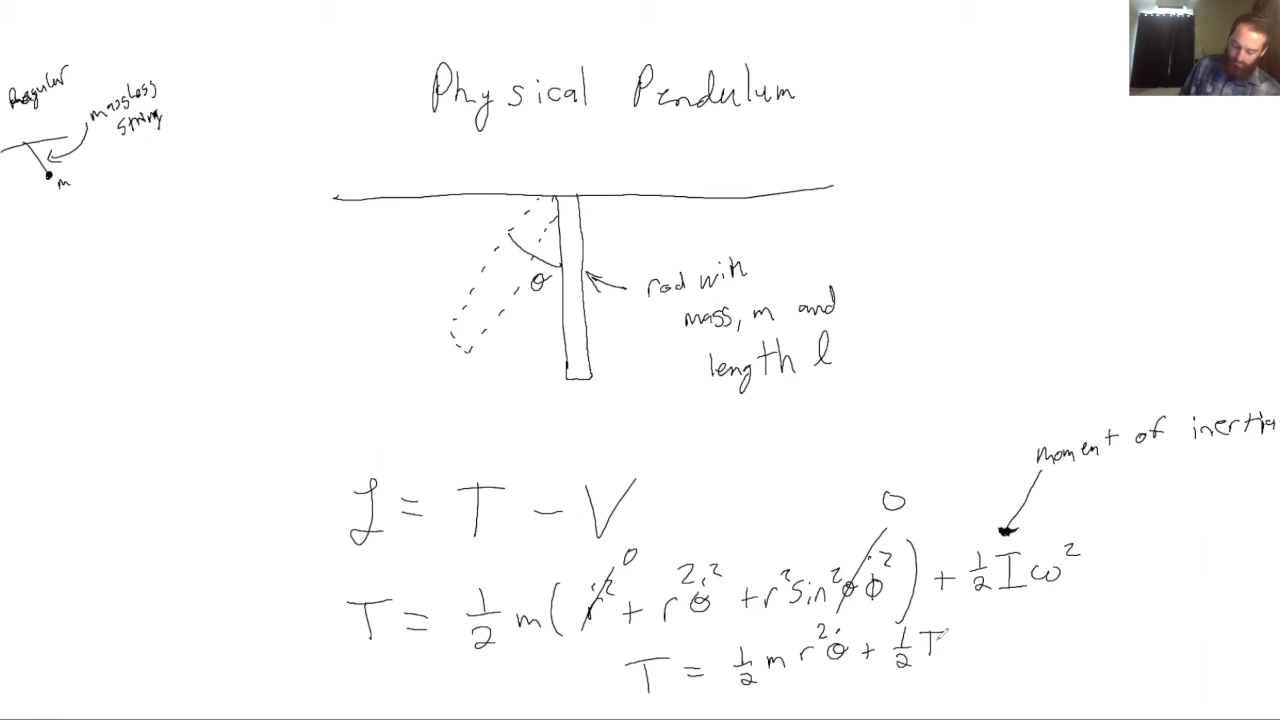 Physical Pendulum
Regular
massless
string
m
θ
rod with
mass, m and
length l
moment of inertia
ℒ = T - V
0
0
T = 1/2 m( ṙ² + r²θ̇² + r² sin²θ φ̇² ) + 1/2 I ω²
T = 1/2 m r² θ̇ + 1/2 I